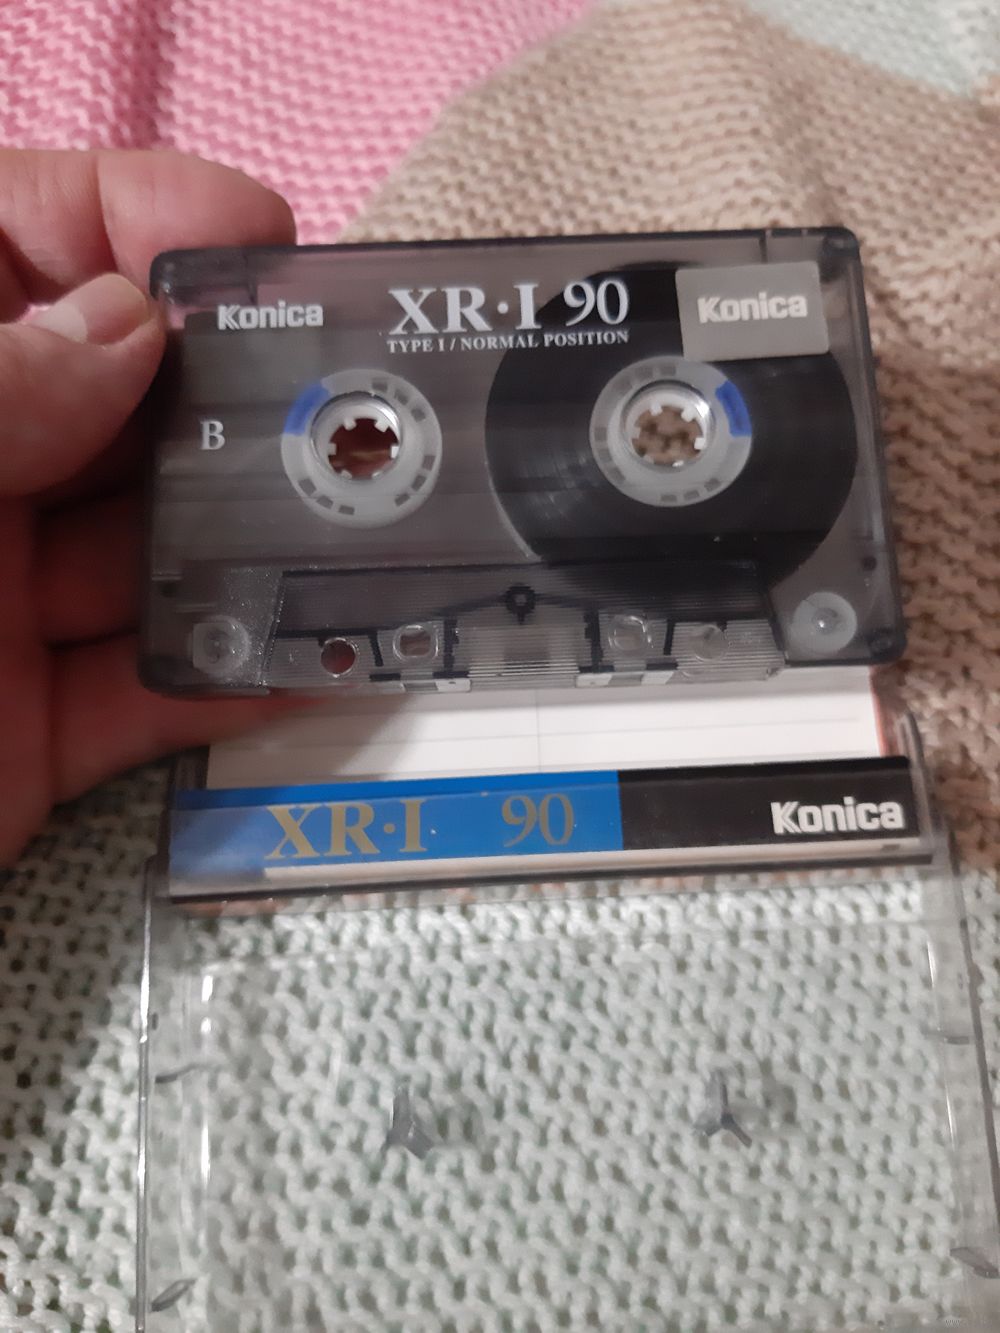 Konica
XR·I 90
Konica
TYPE I / NORMAL POSITION
B
XR·I 90
Konica